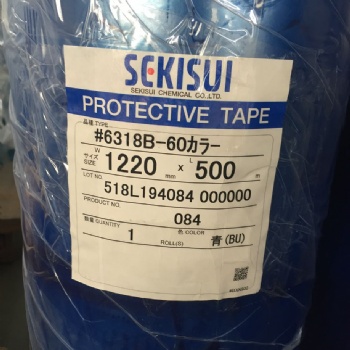 SEKISUI
SEKISUI CHEMICAL CO.,LTD.
PROTECTIVE TAPE
品種 TYPE
#6318B-60カラー
サイズ SIZE W 1220 mm x L 500 m
LOT NO. 518L194084 000000
PRODUCT NO. 084
数量 QUANTITY 1 ROLL(S) 色 COLOR 青(BU)